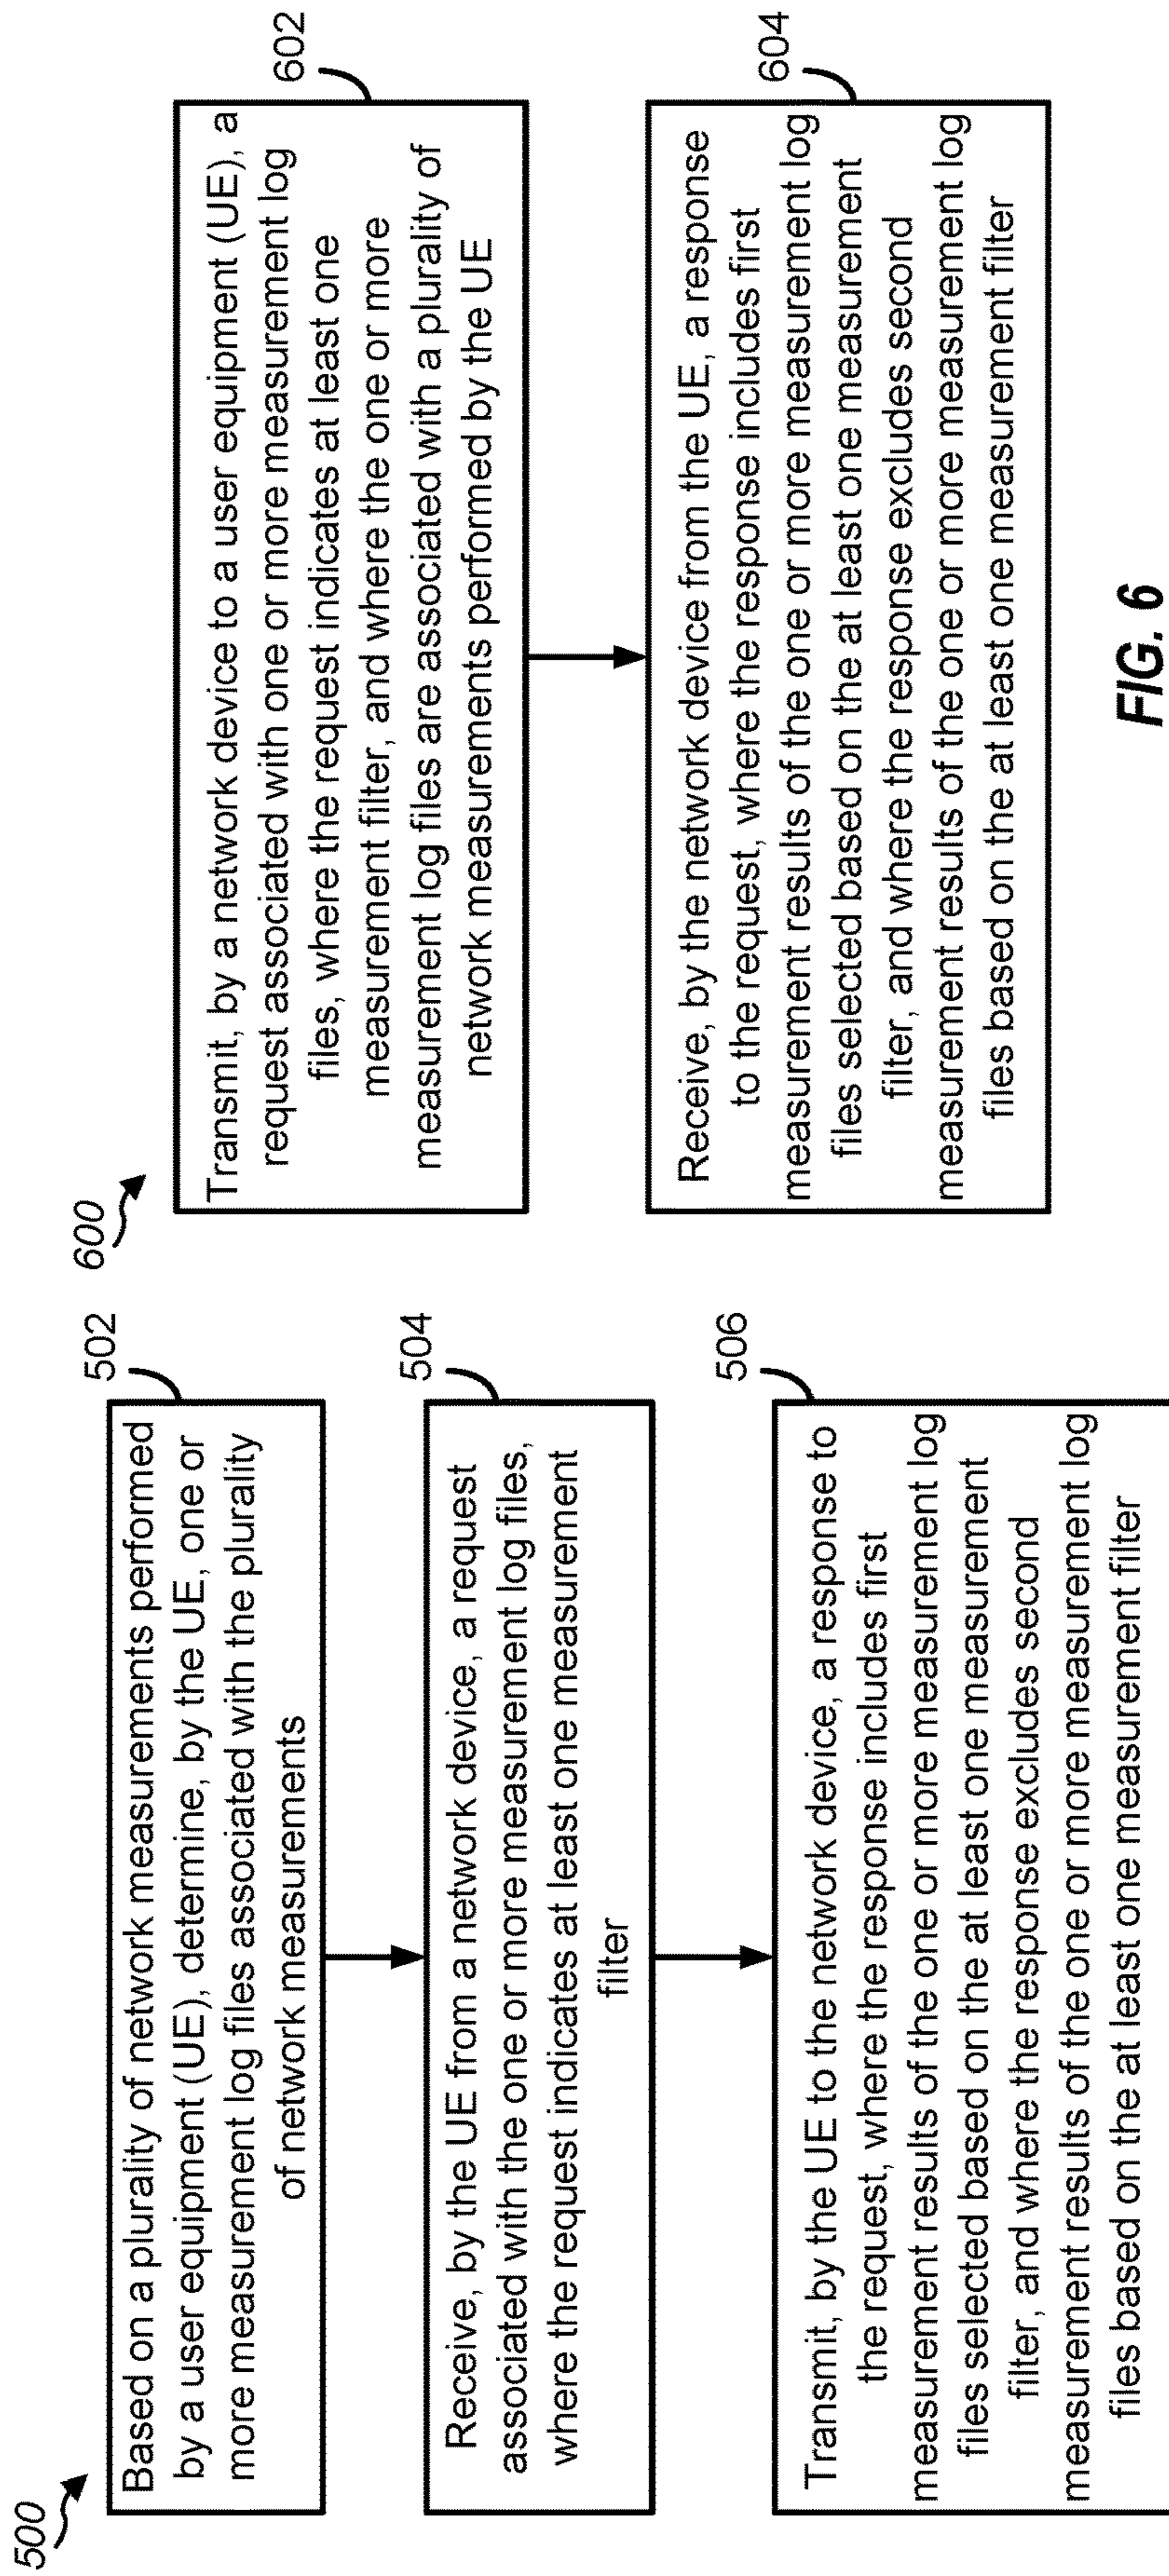 500
502
Based on a plurality of network measurements performed
by a user equipment (UE), determine, by the UE, one or
more measurement log files associated with the plurality
of network measurements
504
Receive, by the UE from a network device, a request
associated with the one or more measurement log files,
where the request indicates at least one measurement
filter
506
Transmit, by the UE to the network device, a response to
the request, where the response includes first
measurement results of the one or more measurement log
files selected based on the at least one measurement
filter, and where the response excludes second
measurement results of the one or more measurement log
files based on the at least one measurement filter
600
602
Transmit, by a network device to a user equipment (UE), a
request associated with one or more measurement log
files, where the request indicates at least one
measurement filter, and where the one or more
measurement log files are associated with a plurality of
network measurements performed by the UE
604
Receive, by the network device from the UE, a response
to the request, where the response includes first
measurement results of the one or more measurement log
files selected based on the at least one measurement
filter, and where the response excludes second
measurement results of the one or more measurement log
files based on the at least one measurement filter
FIG. 6